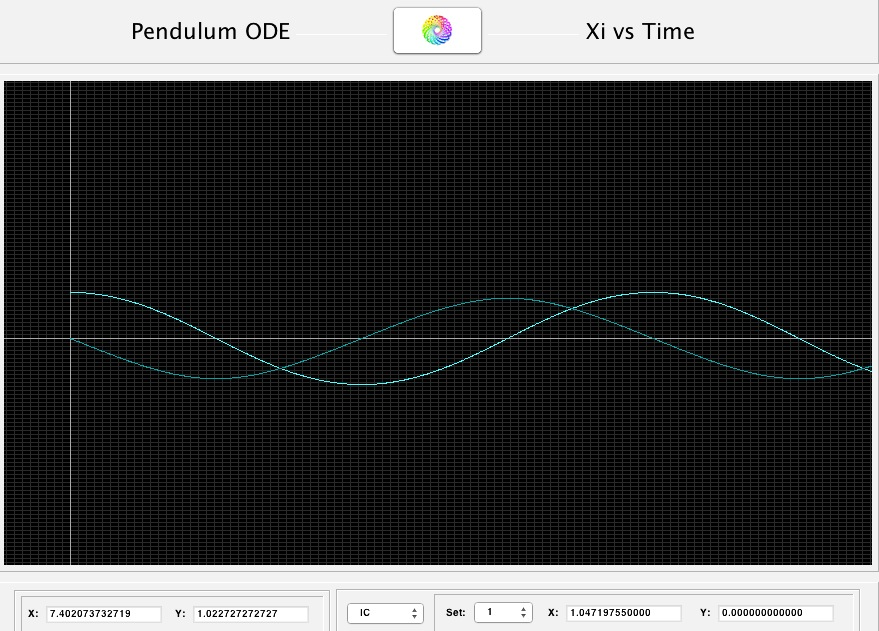 Pendulum ODE Xi vs Time
X: 7.402073732719 Y: 1.022727272727 IC Set: 1 X: 1.047197550000 Y: 0.000000000000